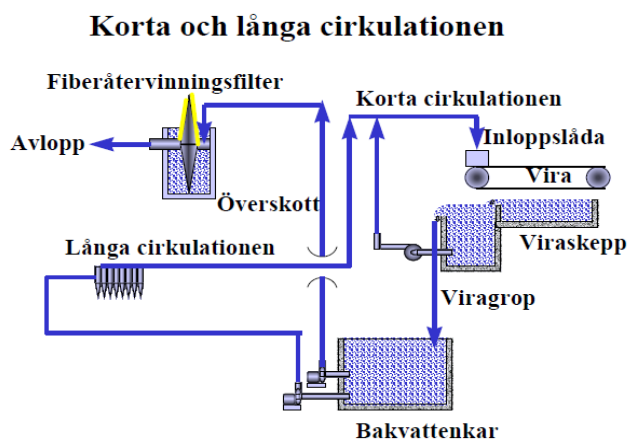 Korta och långa cirkulationen
Fiberåtervinningsfilter
Korta cirkulationen
Avlopp
Inloppslåda
Vira
Överskott
Viraskepp
Långa cirkulationen
Viragrop
Bakvattenkar